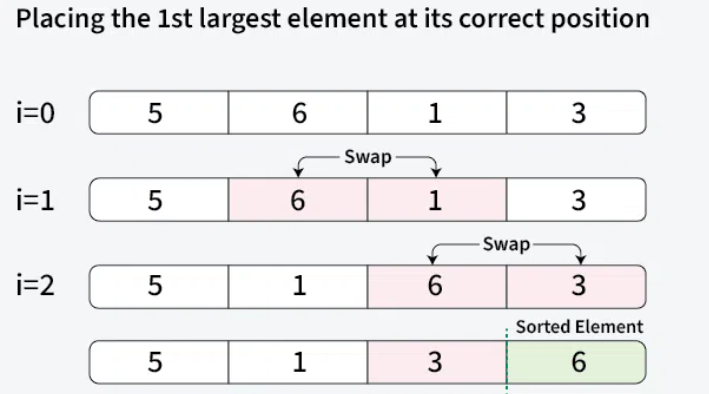 Placing the 1st largest element at its correct position
i=0 5 6 1 3
Swap
i=1 5 6 1 3
Swap
i=2 5 1 6 3
Sorted Element
5 1 3 6